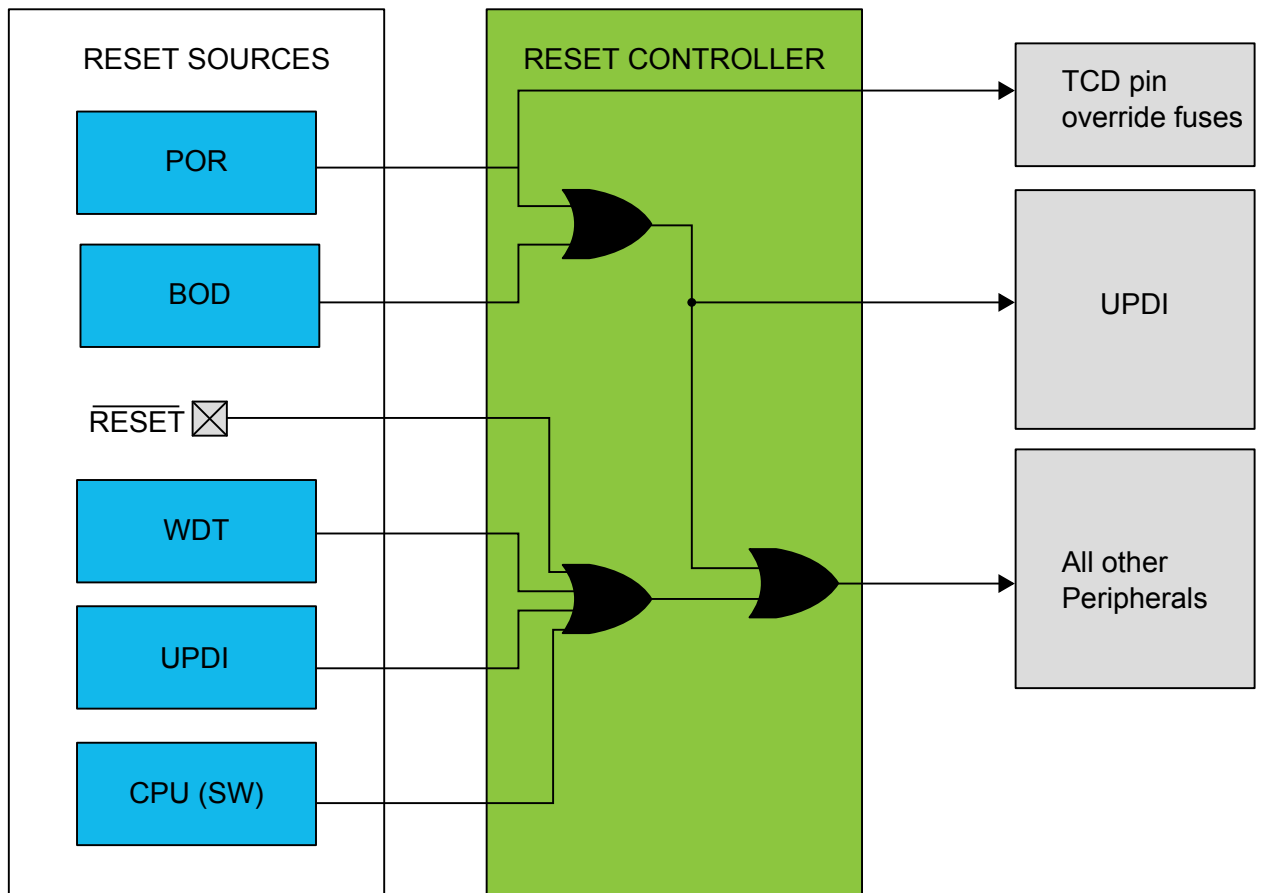 RESET SOURCES
POR
BOD
RESET
WDT
UPDI
CPU (SW)
RESET CONTROLLER
TCD pin
override fuses
UPDI
All other
Peripherals